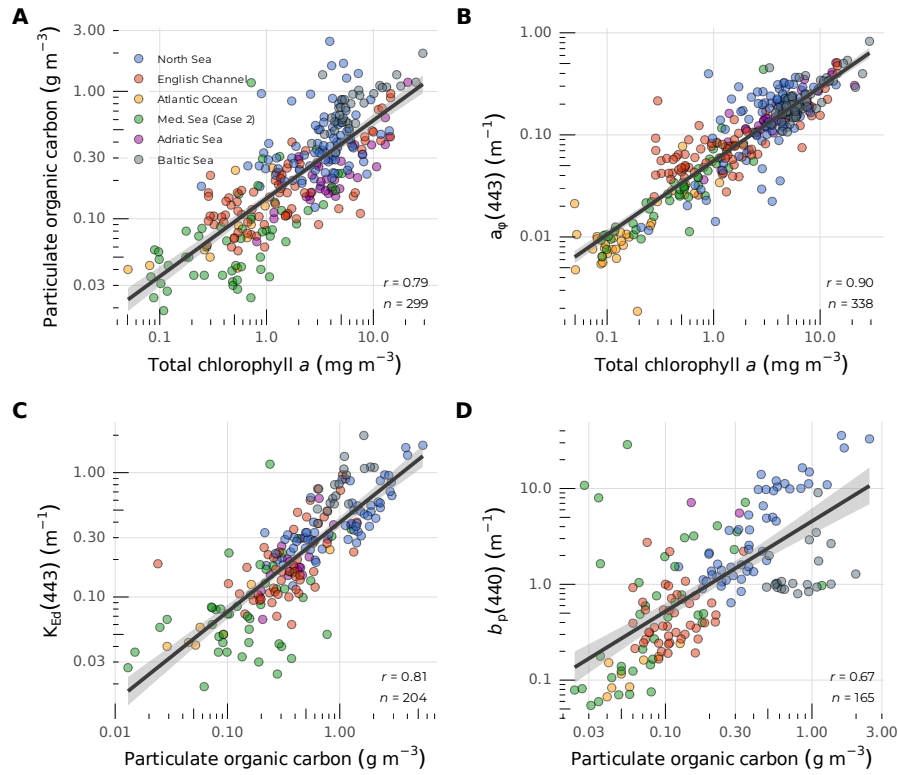 A
Particulate organic carbon (g m−3)
3.00
1.00
0.30
0.10
0.03
North Sea
English Channel
Atlantic Ocean
Med. Sea (Case 2)
Adriatic Sea
Baltic Sea
r = 0.79
n = 299
0.1
1.0
10.0
Total chlorophyll a (mg m−3)
B
aφ(443) (m−1)
1.00
0.10
0.01
r = 0.90
n = 338
0.1
1.0
10.0
Total chlorophyll a (mg m−3)
C
KEd(443) (m−1)
1.00
0.30
0.10
0.03
r = 0.81
n = 204
0.01
0.10
1.00
Particulate organic carbon (g m−3)
D
bp(440) (m−1)
10.0
1.0
0.1
r = 0.67
n = 165
0.03
0.10
0.30
1.00
3.00
Particulate organic carbon (g m−3)